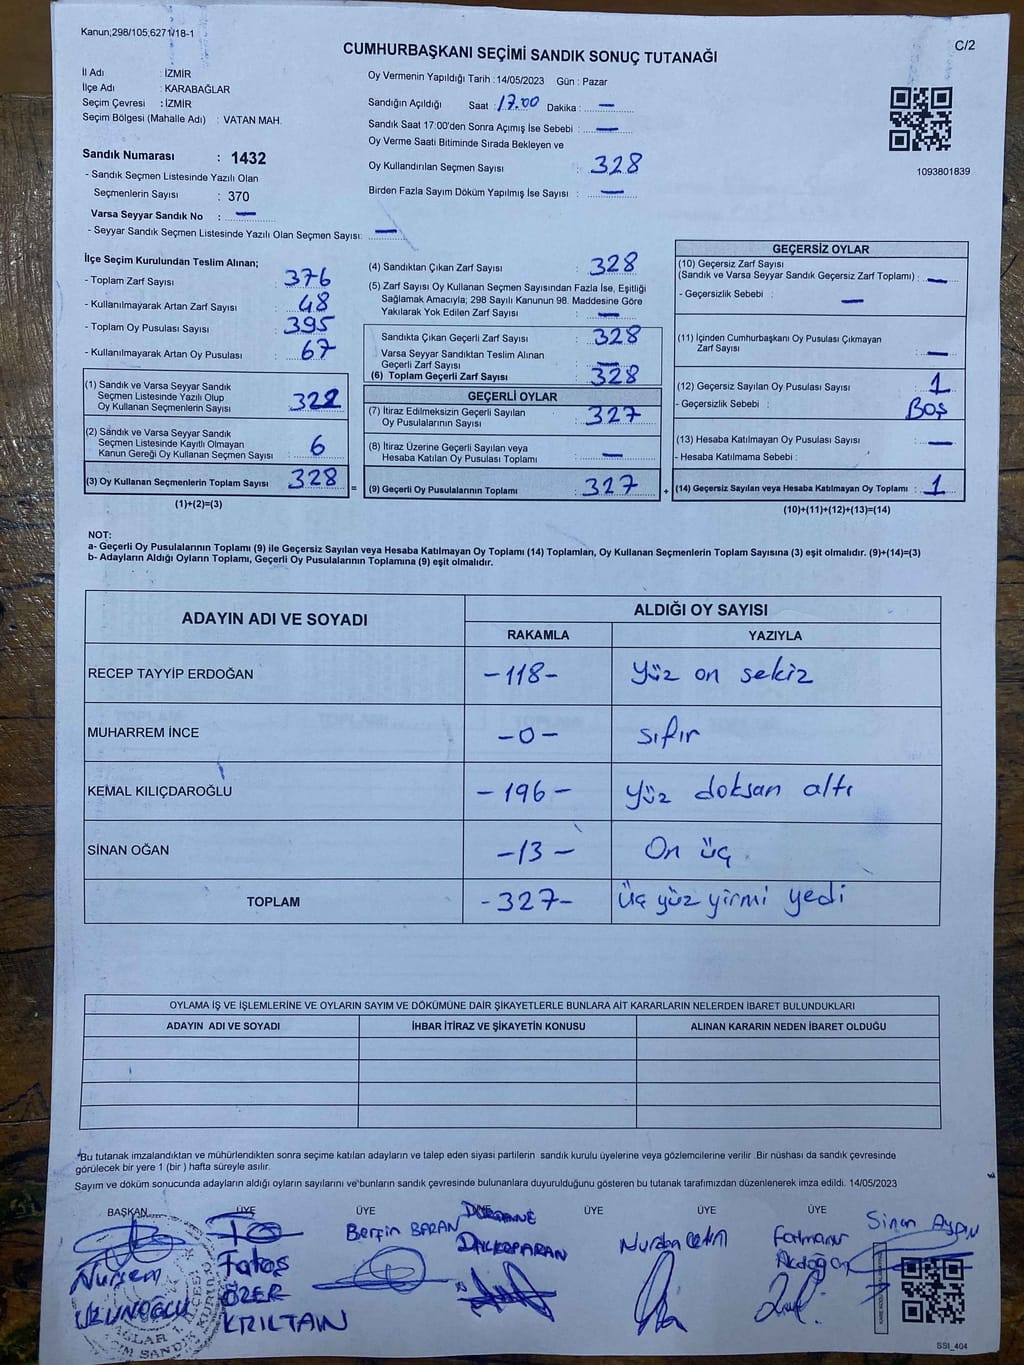 Kanun;298/105,6271/18-1
C/2
CUMHURBAŞKANI SEÇİMİ SANDIK SONUÇ TUTANAĞI
İl Adı : İZMİR
İlçe Adı : KARABAĞLAR
Seçim Çevresi : İZMİR
Seçim Bölgesi (Mahalle Adı) : VATAN MAH.
Sandık Numarası : 1432
- Sandık Seçmen Listesinde Yazılı Olan
Seçmenlerin Sayısı : 370
Varsa Seyyar Sandık No : —
- Seyyar Sandık Seçmen Listesinde Yazılı Olan Seçmen Sayısı: —
Oy Vermenin Yapıldığı Tarih : 14/05/2023 Gün : Pazar
Sandığın Açıldığı Saat : 17.00 Dakika : —
Sandık Saat 17:00'den Sonra Açımış İse Sebebi : —
Oy Verme Saati Bitiminde Sırada Bekleyen ve
Oy Kullandırılan Seçmen Sayısı : 328
Birden Fazla Sayım Döküm Yapılmış İse Sayısı : —
1093801839
İlçe Seçim Kurulundan Teslim Alınan;
- Toplam Zarf Sayısı : 376
- Kullanılmayarak Artan Zarf Sayısı : 48
- Toplam Oy Pusulası Sayısı : 395
- Kullanılmayarak Artan Oy Pusulası : 67
(1) Sandık ve Varsa Seyyar Sandık
Seçmen Listesinde Yazılı Olup
Oy Kullanan Seçmenlerin Sayısı : 322
(2) Sandık ve Varsa Seyyar Sandık
Seçmen Listesinde Kayıtlı Olmayan
Kanun Gereği Oy Kullanan Seçmen Sayısı : 6
(3) Oy Kullanan Seçmenlerin Toplam Sayısı : 328
(1)+(2)=(3)
(4) Sandıktan Çıkan Zarf Sayısı : 328
(5) Zarf Sayısı Oy Kullanan Seçmen Sayısından Fazla İse, Eşitliği
Sağlamak Amacıyla; 298 Sayılı Kanunun 98. Maddesine Göre
Yakılarak Yok Edilen Zarf Sayısı : —
Sandıkta Çıkan Geçerli Zarf Sayısı : 328
Varsa Seyyar Sandıktan Teslim Alınan
Geçerli Zarf Sayısı : —
(6) Toplam Geçerli Zarf Sayısı : 328
GEÇERLİ OYLAR
(7) İtiraz Edilmeksizin Geçerli Sayılan
Oy Pusulalarının Sayısı : 327
(8) İtiraz Üzerine Geçerli Sayılan veya
Hesaba Katılan Oy Pusulası Toplamı : —
= (9) Geçerli Oy Pusulalarının Toplamı : 327
GEÇERSİZ OYLAR
(10) Geçersiz Zarf Sayısı
(Sandık ve Varsa Seyyar Sandık Geçersiz Zarf Toplamı) : —
- Geçersizlik Sebebi : —
(11) İçinden Cumhurbaşkanı Oy Pusulası Çıkmayan
Zarf Sayısı : —
(12) Geçersiz Sayılan Oy Pusulası Sayısı : 1
- Geçersizlik Sebebi : Boş
(13) Hesaba Katılmayan Oy Pusulası Sayısı : —
- Hesaba Katılmama Sebebi :
+ (14) Geçersiz Sayılan veya Hesaba Katılmayan Oy Toplamı : 1
(10)+(11)+(12)+(13)=(14)
NOT:
a- Geçerli Oy Pusulalarının Toplamı (9) ile Geçersiz Sayılan veya Hesaba Katılmayan Oy Toplamı (14) Toplamları, Oy Kullanan Seçmenlerin Toplam Sayısına (3) eşit olmalıdır. (9)+(14)=(3)
b- Adayların Aldığı Oyların Toplamı, Geçerli Oy Pusulalarının Toplamına (9) eşit olmalıdır.
ADAYIN ADI VE SOYADI ALDIĞI OY SAYISI
RAKAMLA YAZIYLA
RECEP TAYYİP ERDOĞAN -118- Yüz on sekiz
MUHARREM İNCE -0- sıfır
KEMAL KILIÇDAROĞLU -196- yüz doksan altı
SİNAN OĞAN -13- On üç
TOPLAM -327- üç yüz yirmi yedi
OYLAMA İŞ VE İŞLEMLERİNE VE OYLARIN SAYIM VE DÖKÜMÜNE DAİR ŞİKAYETLERLE BUNLARA AİT KARARLARIN NELERDEN İBARET BULUNDUKLARI
ADAYIN ADI VE SOYADI İHBAR İTİRAZ VE ŞİKAYETİN KONUSU ALINAN KARARIN NEDEN İBARET OLDUĞU
*Bu tutanak imzalandıktan ve mühürlendikten sonra seçime katılan adayların ve talep eden siyasi partilerin sandık kurulu üyelerine veya gözlemcilerine verilir .Bir nüshası da sandık çevresinde
görülecek bir yere 1 (bir ) hafta süreyle asılır.
Sayım ve döküm sonucunda adayların aldığı oyların sayılarını ve bunların sandık çevresinde bulunanlara duyurulduğunu gösteren bu tutanak tarafımızdan düzenlenerek imza edildi. 14/05/2023
BAŞKAN ÜYE ÜYE ÜYE ÜYE ÜYE ÜYE
Nursem UZUNOĞLU
Fatoş ÖZER
Berfin BARAN
Nurdan Çetin
Fatmanur Akdoğan
Sinan Aydın
SSI_404